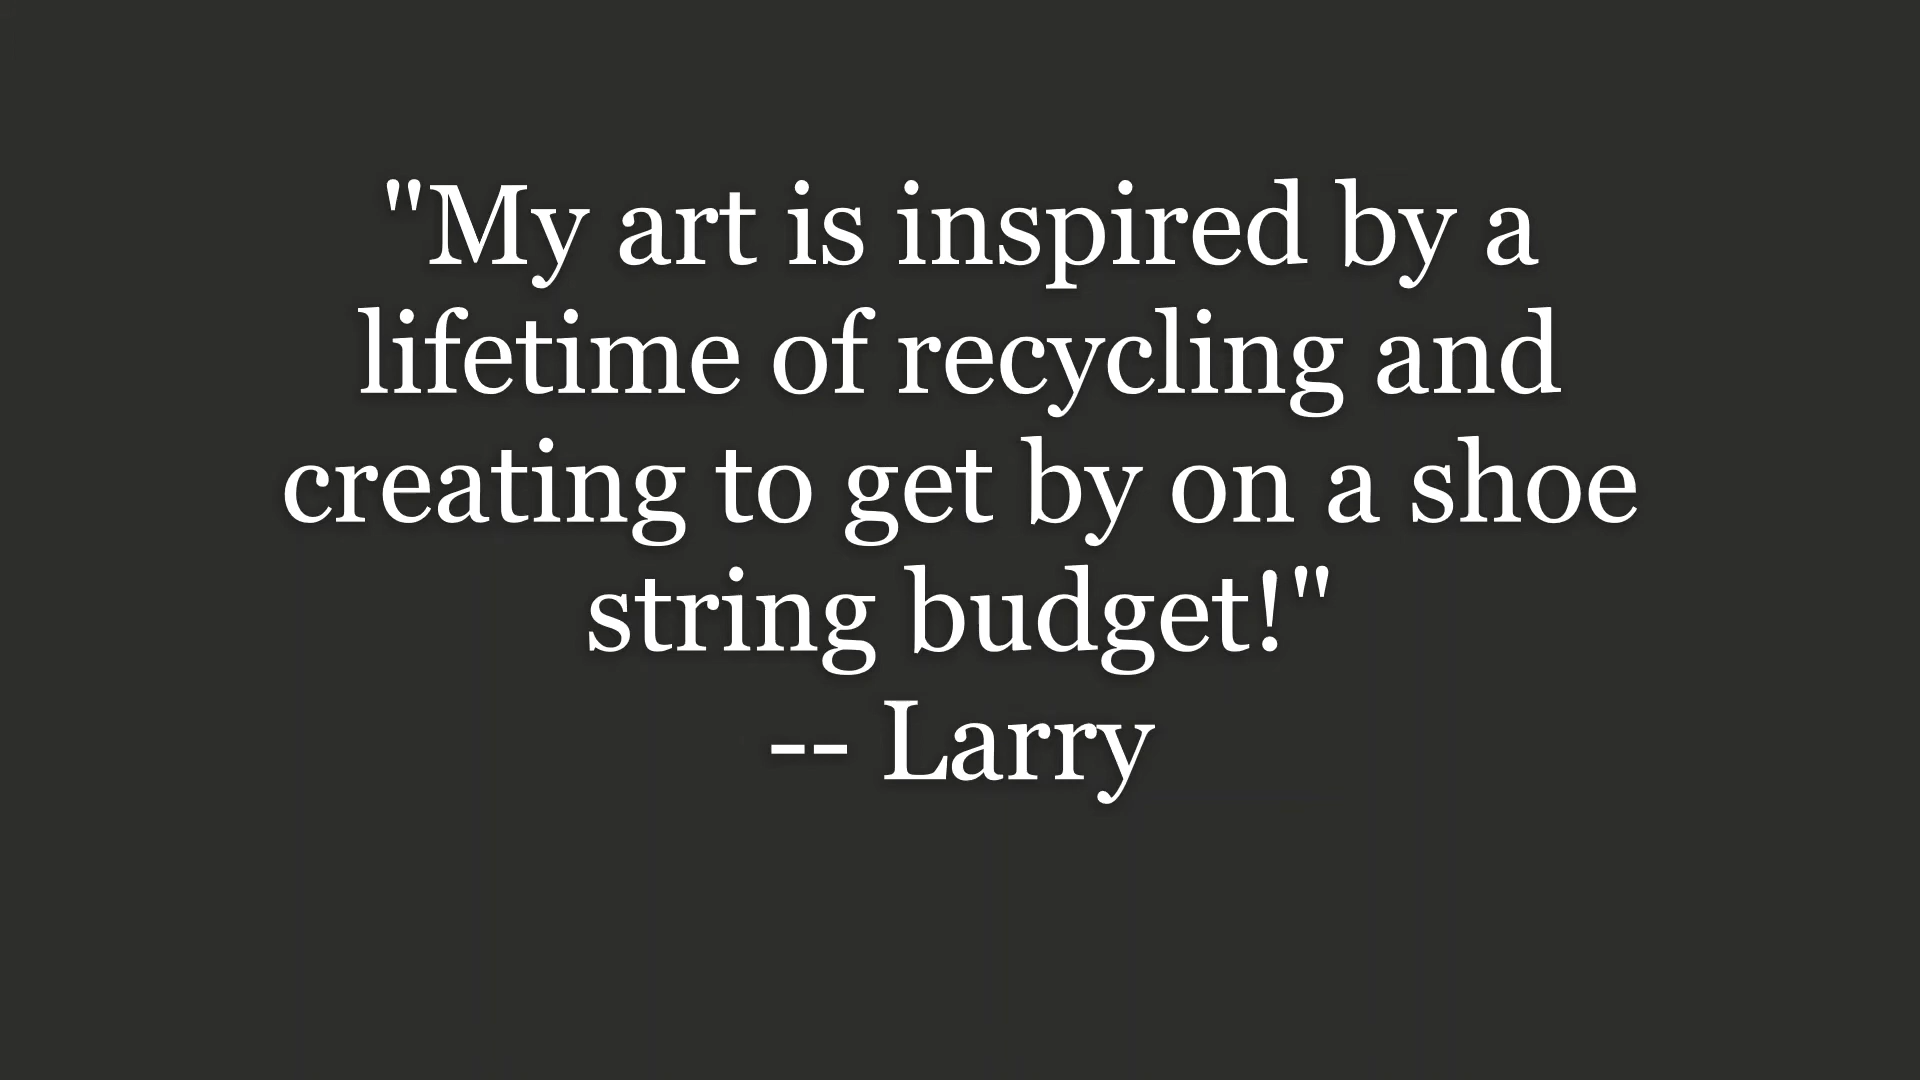 "My art is inspired by a
lifetime of recycling and
creating to get by on a shoe
string budget!"
-- Larry